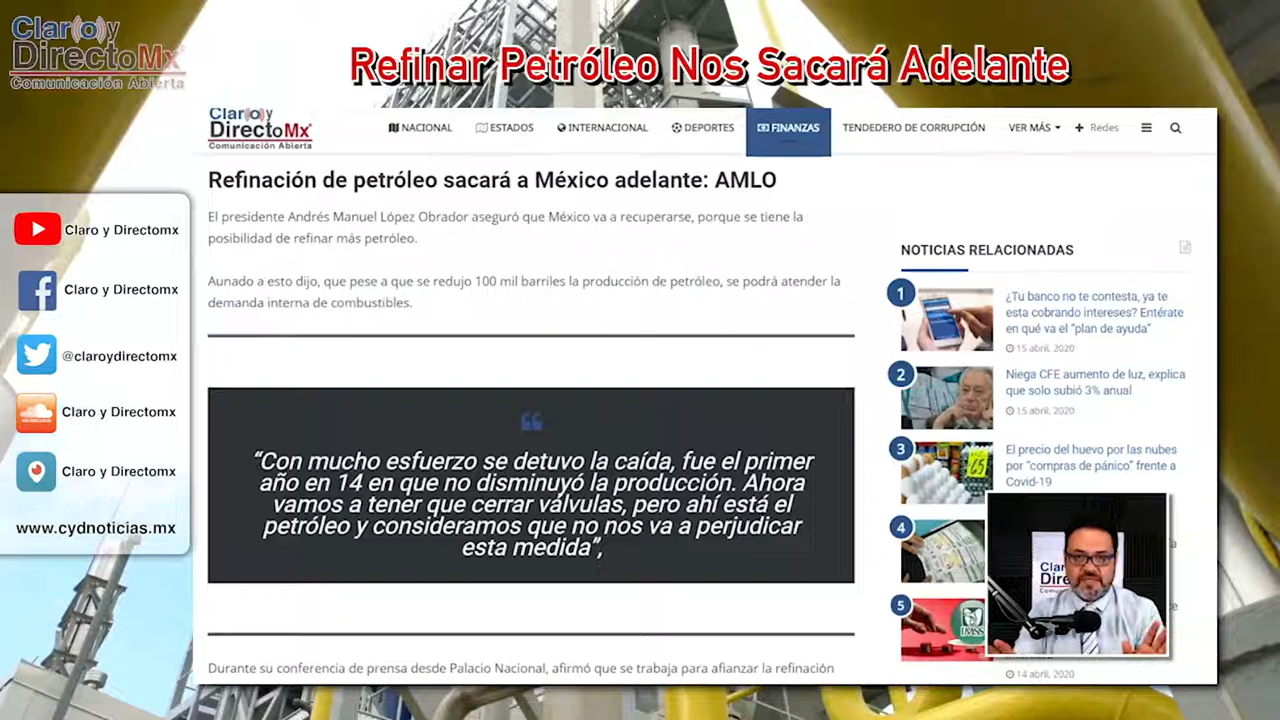 Claro y
DirectoMx
Comunicación Abierta
Refinar Petróleo Nos Sacará Adelante
Claro y
DirectoMx
Comunicación Abierta
NACIONAL
ESTADOS
INTERNACIONAL
DEPORTES
FINANZAS
TENDEDERO DE CORRUPCIÓN
VER MÁS
Redes
Refinación de petróleo sacará a México adelante: AMLO
El presidente Andrés Manuel López Obrador aseguró que México va a recuperarse, porque se tiene la
posibilidad de refinar más petróleo.
Aunado a esto dijo, que pese a que se redujo 100 mil barriles la producción de petróleo, se podrá atender la
demanda interna de combustibles.
“Con mucho esfuerzo se detuvo la caída, fue el primer
año en 14 en que no disminuyó la producción. Ahora
vamos a tener que cerrar válvulas, pero ahí está el
petróleo y consideramos que no nos va a perjudicar
esta medida”,
Durante su conferencia de prensa desde Palacio Nacional, afirmó que se trabaja para afianzar la refinación
NOTICIAS RELACIONADAS
1
¿Tu banco no te contesta, ya te
esta cobrando intereses? Entérate
en qué va el “plan de ayuda”
15 abril, 2020
2
Niega CFE aumento de luz, explica
que solo subió 3% anual
15 abril, 2020
3
El precio del huevo por las nubes
por “compras de pánico” frente a
Covid-19
65
4
5
IMSS
14 abril, 2020
Claro y Directomx
Claro y Directomx
@claroydirectomx
Claro y Directomx
Claro y Directomx
www.cydnoticias.mx